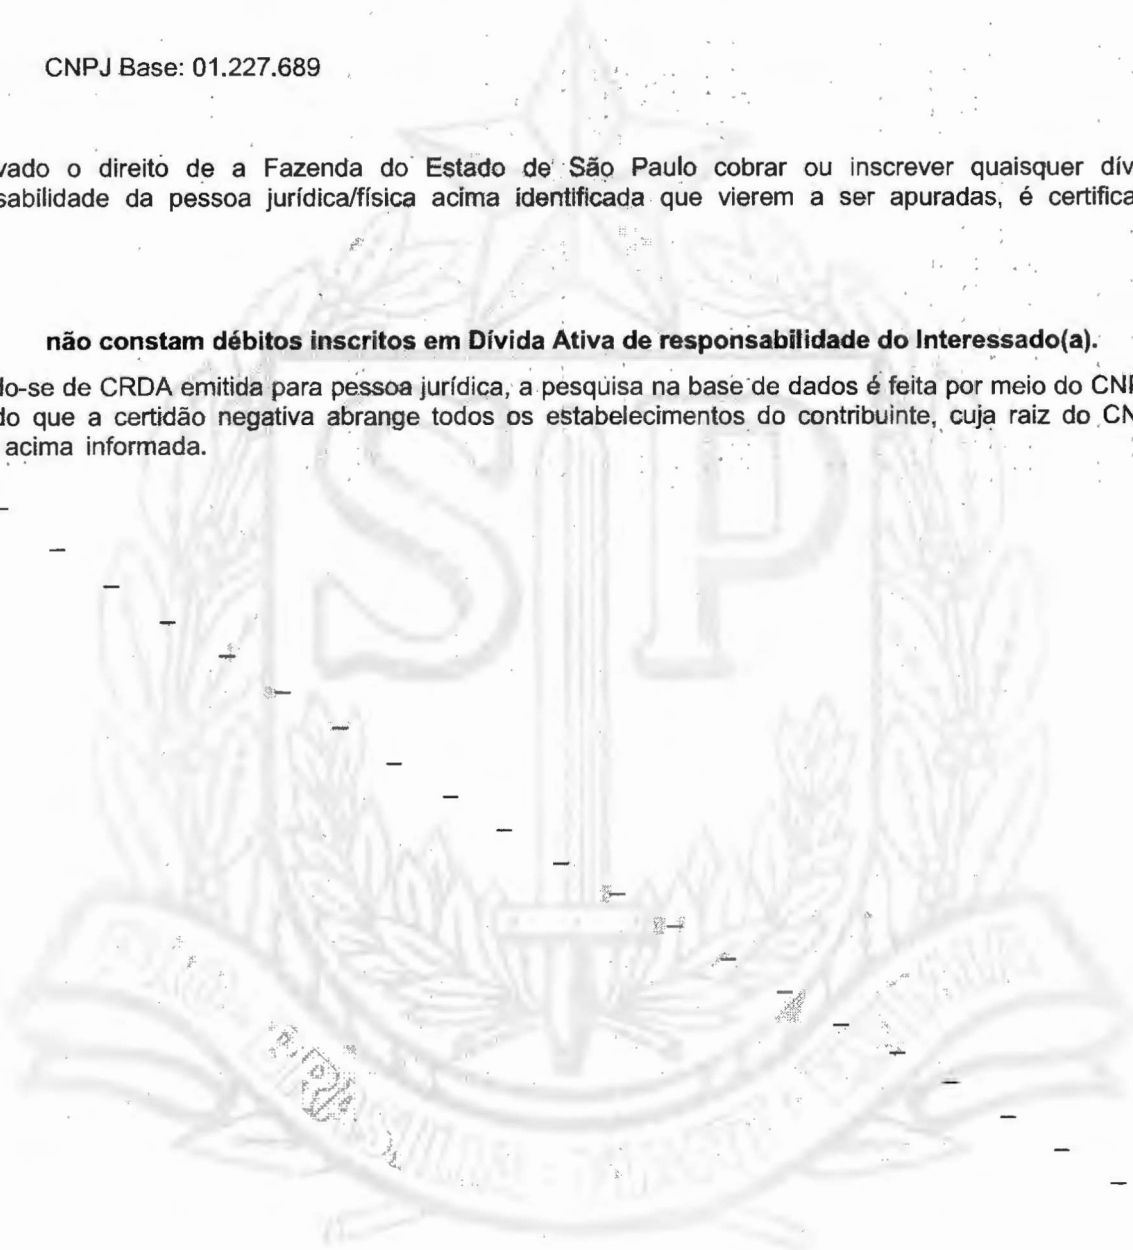 CNPJ Base: 01.227.689
vado o direito de a Fazenda do Estado de São Paulo cobrar ou inscrever quaisquer dív
sabilidade da pessoa jurídica/física acima identificada que vierem a ser apuradas, é certifica
não constam débitos inscritos em Dívida Ativa de responsabilidade do Interessado(a).
do-se de CRDA emitida para pessoa jurídica, a pesquisa na base de dados é feita por meio do CNP
do que a certidão negativa abrange todos os estabelecimentos do contribuinte, cuja raiz do CN
acima informada.
SP